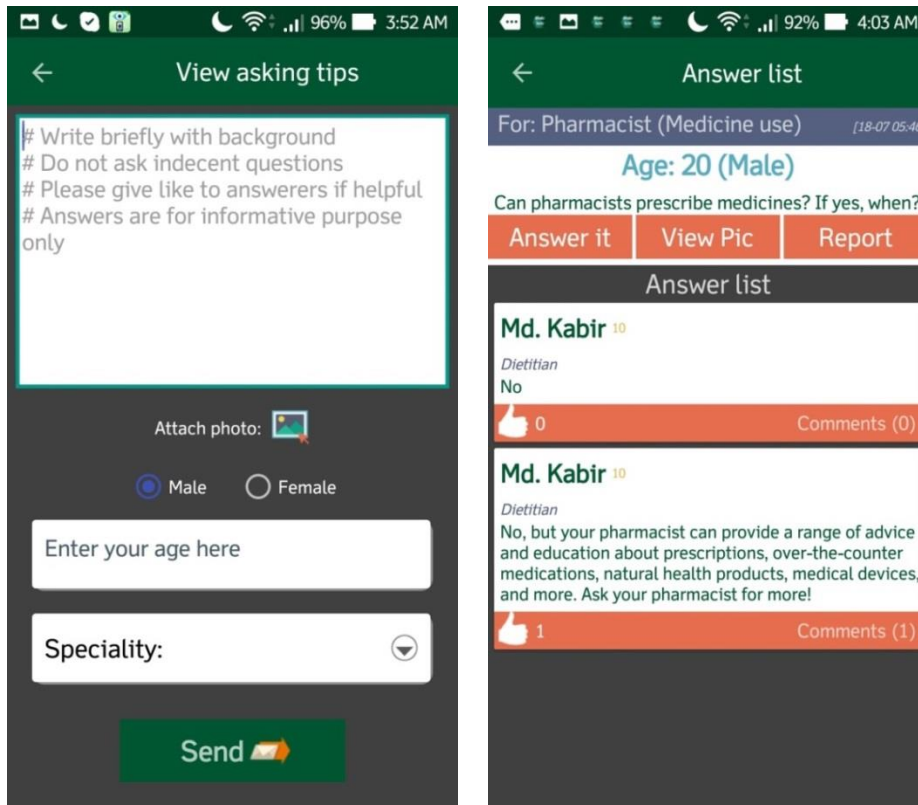 96% 3:52 AM
View asking tips
# Write briefly with background
# Do not ask indecent questions
# Please give like to answerers if helpful
# Answers are for informative purpose
only
Attach photo:
Male Female
Enter your age here
Speciality:
Send
92% 4:03 AM
Answer list
For: Pharmacist (Medicine use) [18-07 05:46
Age: 20 (Male)
Can pharmacists prescribe medicines? If yes, when?
Answer it View Pic Report
Answer list
Md. Kabir 10
Dietitian
No
0 Comments (0)
Md. Kabir 10
Dietitian
No, but your pharmacist can provide a range of advice
and education about prescriptions, over-the-counter
medications, natural health products, medical devices,
and more. Ask your pharmacist for more!
1 Comments (1)